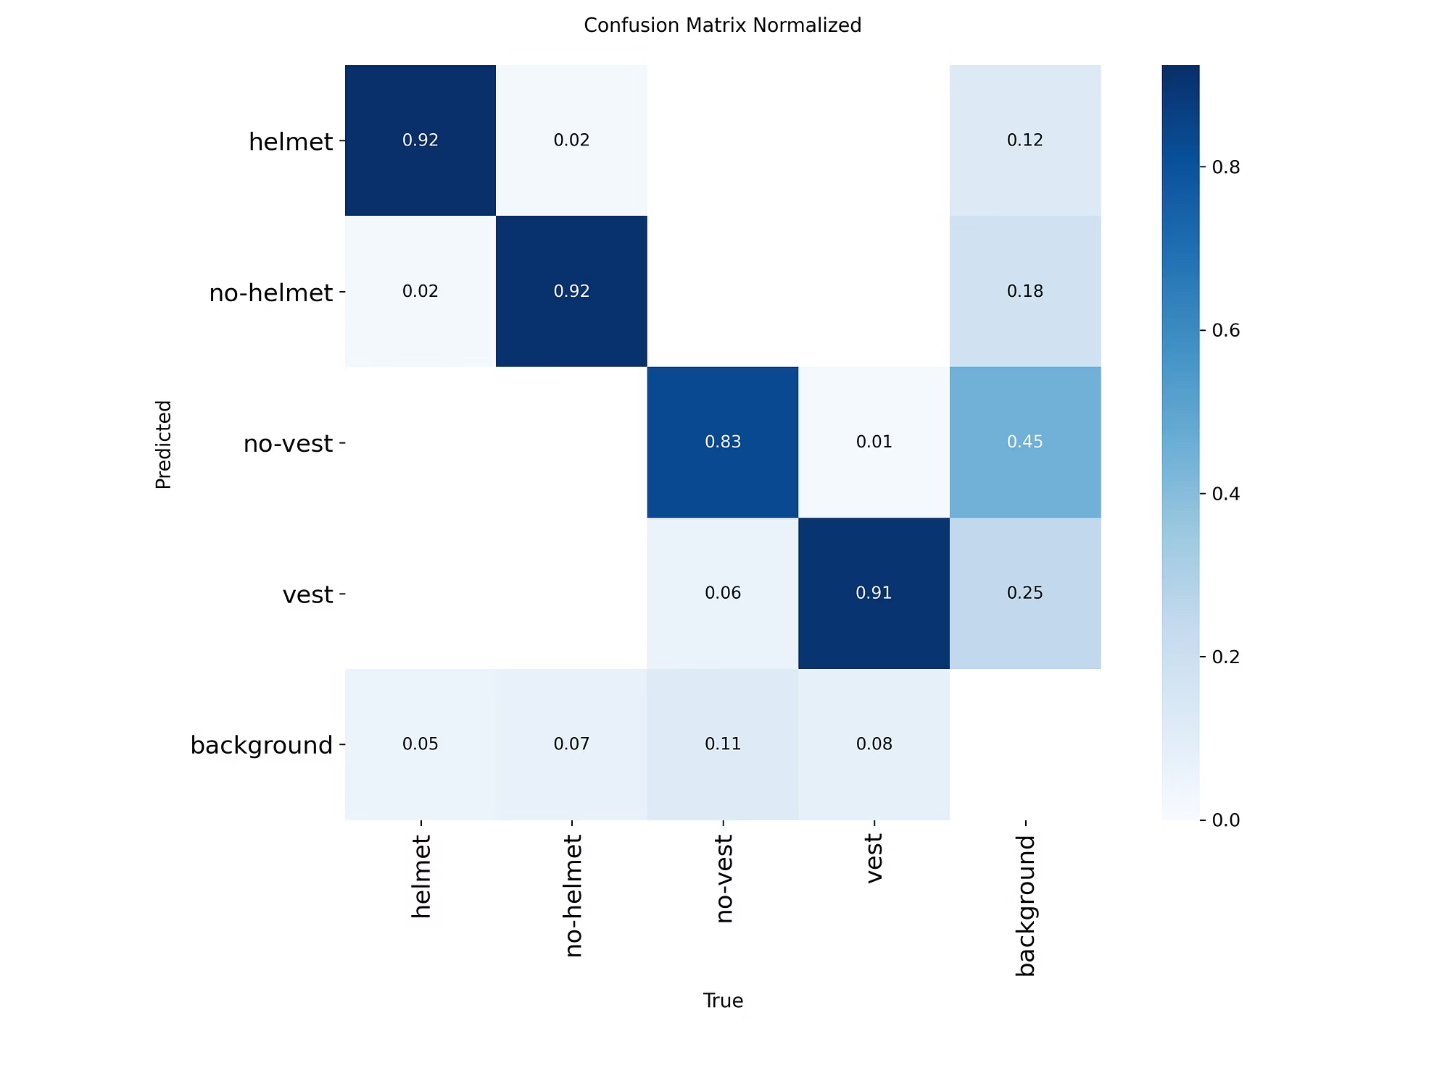 Confusion Matrix Normalized
helmet
0.92 0.02 0.12
0.8
no-helmet
0.02 0.92 0.18
0.6
Predicted
no-vest
0.83 0.01 0.45
0.4
vest
0.06 0.91 0.25
0.2
background
0.05 0.07 0.11 0.08
0.0
helmet
no-helmet
no-vest
vest
background
True